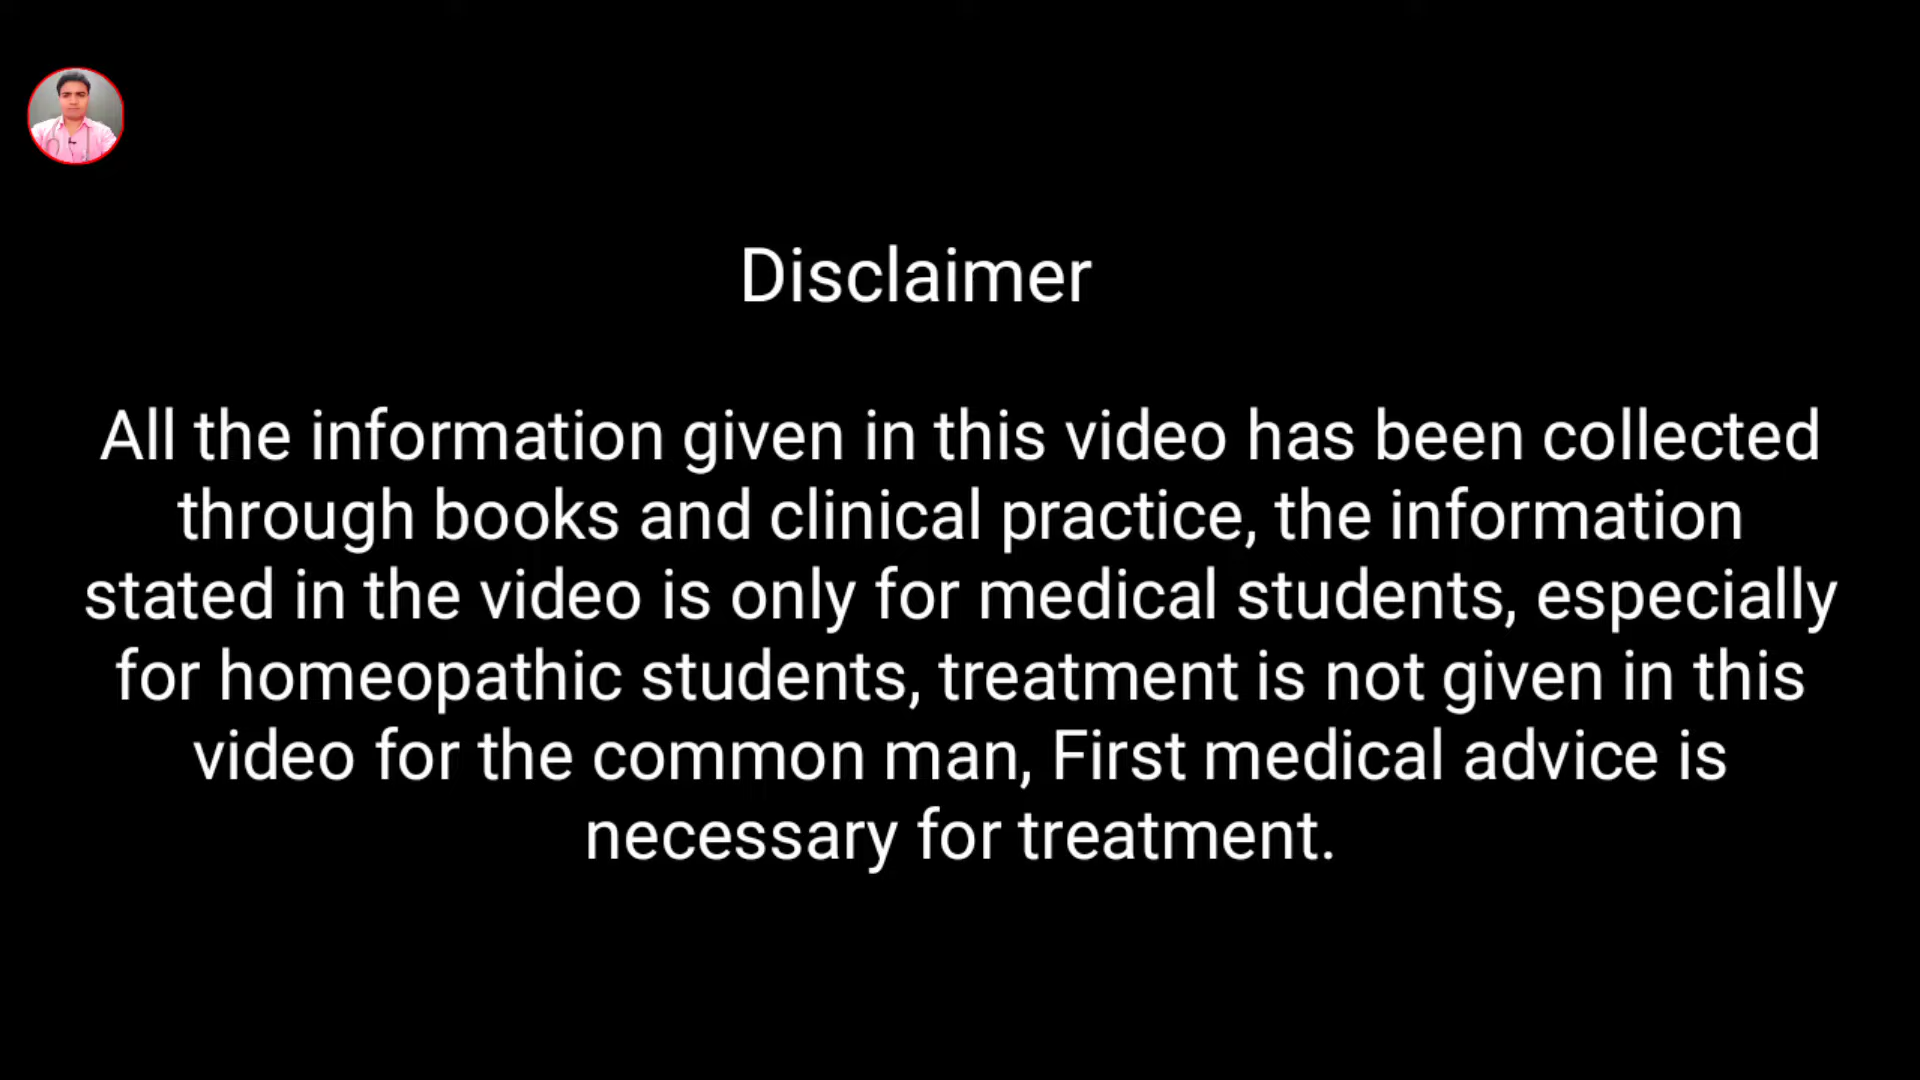 Disclaimer
All the information given in this video has been collected
through books and clinical practice, the information
stated in the video is only for medical students, especially
for homeopathic students, treatment is not given in this
video for the common man, First medical advice is
necessary for treatment.